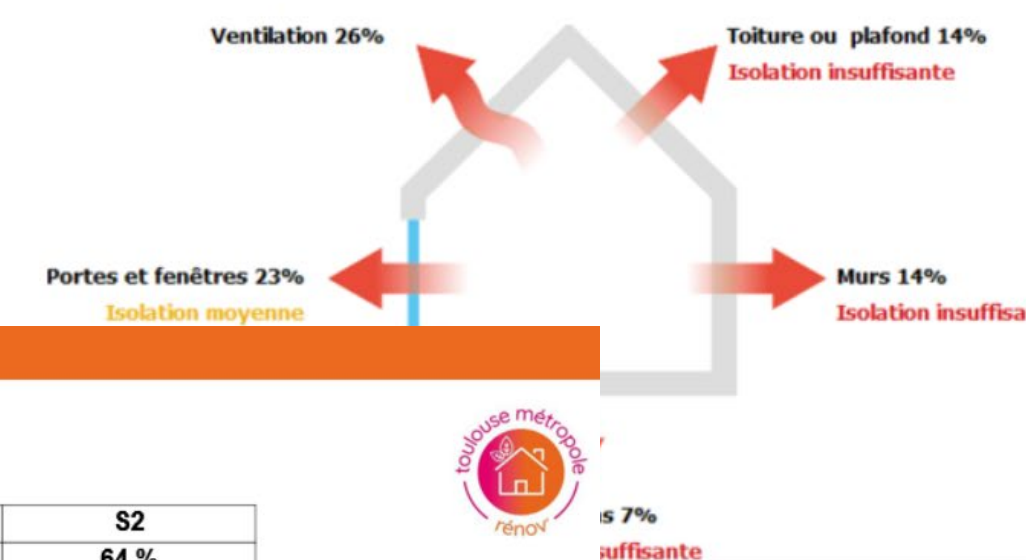 Ventilation 26%
Toiture ou plafond 14%
Isolation insuffisante
Portes et fenêtres 23%
Isolation moyenne
Murs 14%
Isolation
toulouse métropole
rénov'
S2
64 %
7%